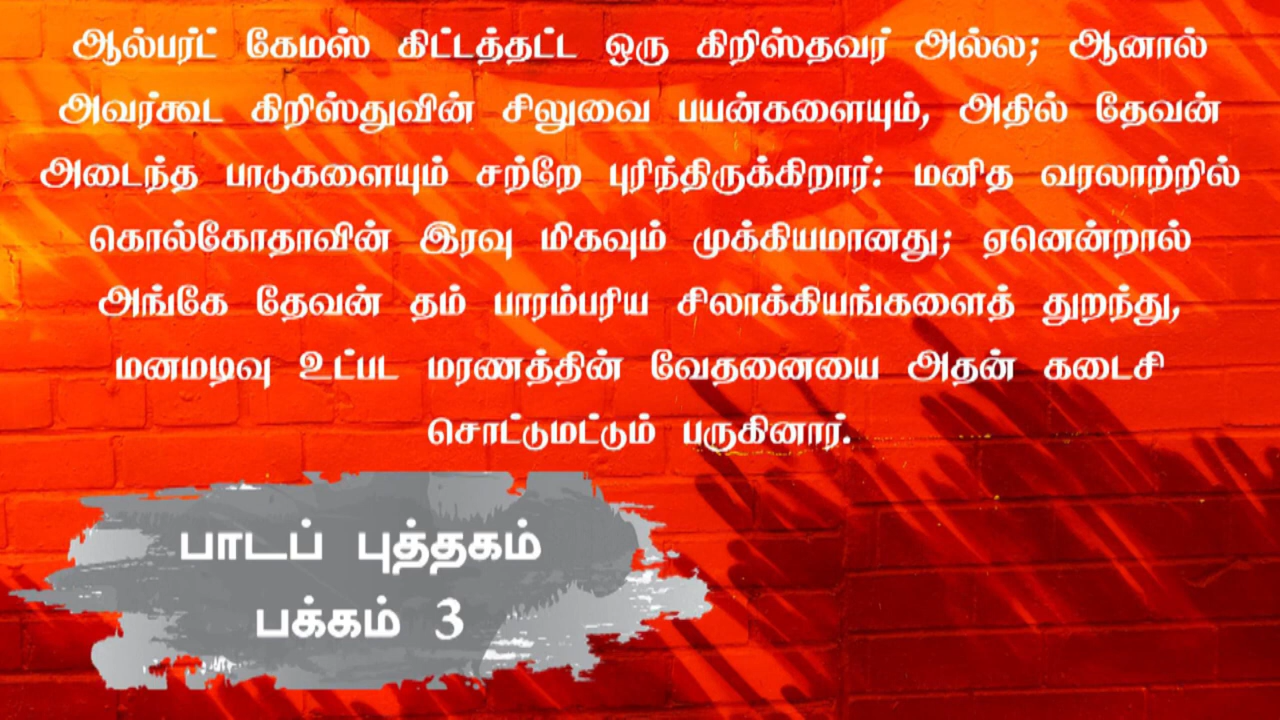 ஆல்பர்ட் கேமஸ் கிட்டத்தட்ட ஒரு கிறிஸ்தவர் அல்ல; ஆனால்
அவர்கூட கிறிஸ்துவின் சிலுவை பயன்களையும், அதில் தேவன்
அடைந்த பாடுகளையும் சற்றே புரிந்திருக்கிறார்: மனித வரலாற்றில்
கொல்கோதாவின் இரவு மிகவும் முக்கியமானது; ஏனென்றால்
அங்கே தேவன் தம் பாரம்பரிய சிலாக்கியங்களைத் துறந்து,
மனமடிவு உட்பட மரணத்தின் வேதனையை அதன் கடைசி
சொட்டுமட்டும் பருகினார்.
பாடப் புத்தகம்
பக்கம் 3